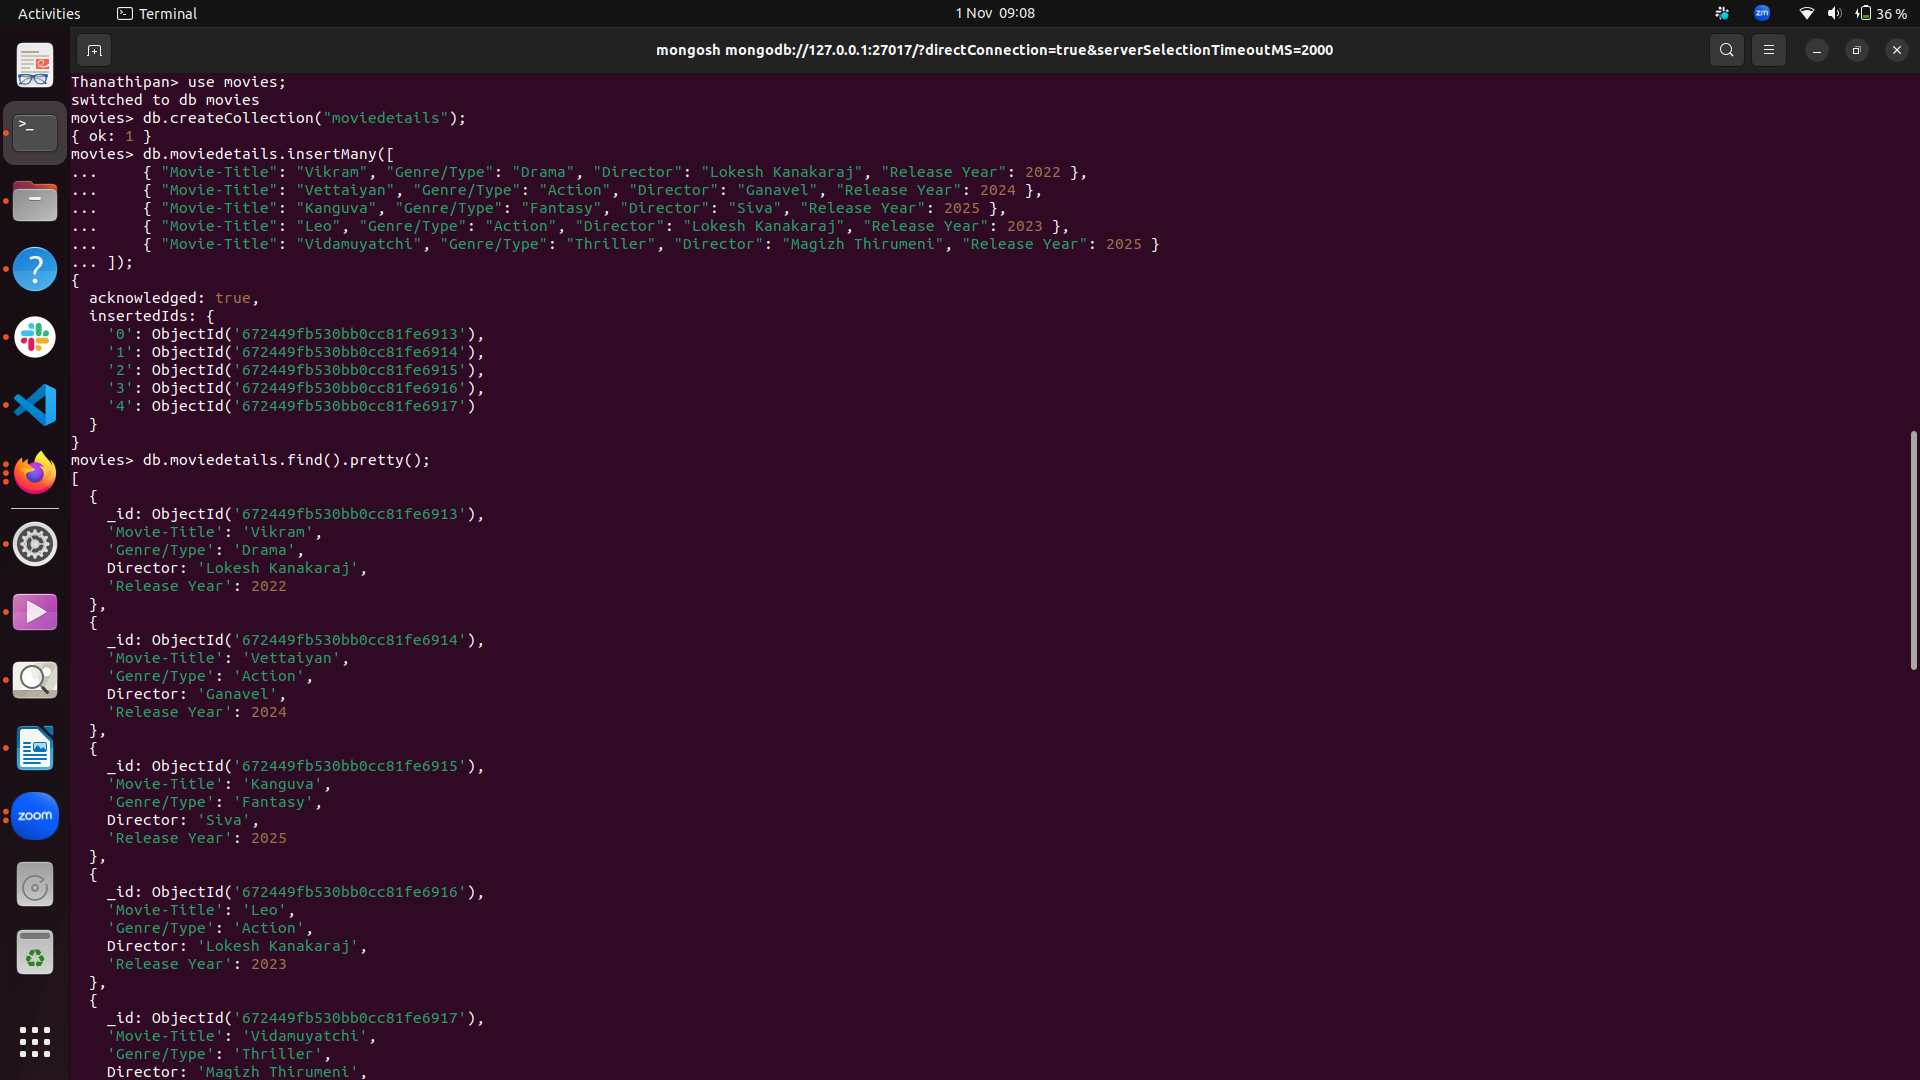 Activities Terminal 1 Nov 09:08 zm 36 %
mongosh mongodb://127.0.0.1:27017/?directConnection=true&serverSelectionTimeoutMS=2000
Thanathipan> use movies;
switched to db movies
movies> db.createCollection("moviedetails");
{ ok: 1 }
movies> db.moviedetails.insertMany([
...     { "Movie-Title": "Vikram", "Genre/Type": "Drama", "Director": "Lokesh Kanakaraj", "Release Year": 2022 },
...     { "Movie-Title": "Vettaiyan", "Genre/Type": "Action", "Director": "Ganavel", "Release Year": 2024 },
...     { "Movie-Title": "Kanguva", "Genre/Type": "Fantasy", "Director": "Siva", "Release Year": 2025 },
...     { "Movie-Title": "Leo", "Genre/Type": "Action", "Director": "Lokesh Kanakaraj", "Release Year": 2023 },
...     { "Movie-Title": "Vidamuyatchi", "Genre/Type": "Thriller", "Director": "Magizh Thirumeni", "Release Year": 2025 }
... ]);
{
  acknowledged: true,
  insertedIds: {
    '0': ObjectId('672449fb530bb0cc81fe6913'),
    '1': ObjectId('672449fb530bb0cc81fe6914'),
    '2': ObjectId('672449fb530bb0cc81fe6915'),
    '3': ObjectId('672449fb530bb0cc81fe6916'),
    '4': ObjectId('672449fb530bb0cc81fe6917')
  }
}
movies> db.moviedetails.find().pretty();
[
  {
    _id: ObjectId('672449fb530bb0cc81fe6913'),
    'Movie-Title': 'Vikram',
    'Genre/Type': 'Drama',
    Director: 'Lokesh Kanakaraj',
    'Release Year': 2022
  },
  {
    _id: ObjectId('672449fb530bb0cc81fe6914'),
    'Movie-Title': 'Vettaiyan',
    'Genre/Type': 'Action',
    Director: 'Ganavel',
    'Release Year': 2024
  },
  {
    _id: ObjectId('672449fb530bb0cc81fe6915'),
    'Movie-Title': 'Kanguva',
    'Genre/Type': 'Fantasy',
    Director: 'Siva',
    'Release Year': 2025
  },
  {
    _id: ObjectId('672449fb530bb0cc81fe6916'),
    'Movie-Title': 'Leo',
    'Genre/Type': 'Action',
    Director: 'Lokesh Kanakaraj',
    'Release Year': 2023
  },
  {
    _id: ObjectId('672449fb530bb0cc81fe6917'),
    'Movie-Title': 'Vidamuyatchi',
    'Genre/Type': 'Thriller',
    Director: 'Magizh Thirumeni',
zoom